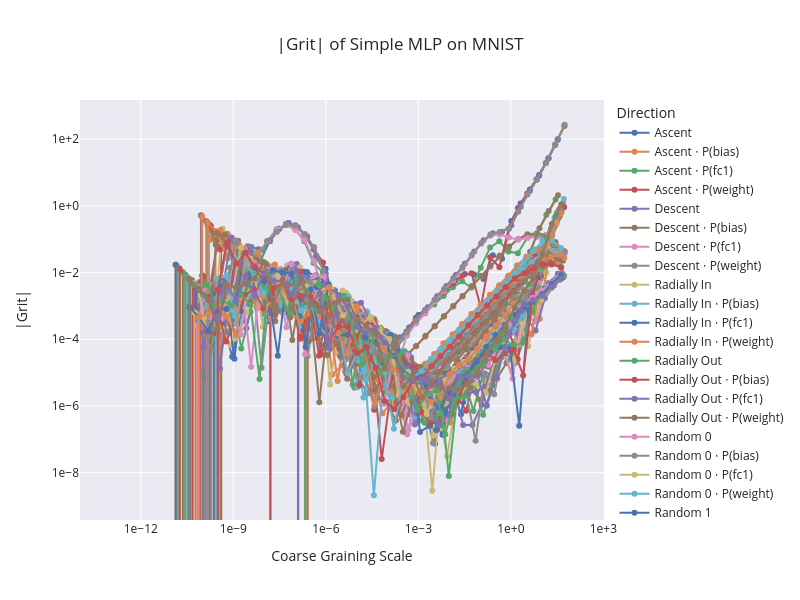 |Grit| of Simple MLP on MNIST
Direction
Ascent
Ascent · P(bias)
Ascent · P(fc1)
Ascent · P(weight)
Descent
Descent · P(bias)
Descent · P(fc1)
Descent · P(weight)
Radially In
Radially In · P(bias)
Radially In · P(fc1)
Radially In · P(weight)
Radially Out
Radially Out · P(bias)
Radially Out · P(fc1)
Radially Out · P(weight)
Random 0
Random 0 · P(bias)
Random 0 · P(fc1)
Random 0 · P(weight)
Random 1
1e+2
1e+0
1e−2
1e−4
1e−6
1e−8
|Grit|
1e−12
1e−9
1e−6
1e−3
1e+0
1e+3
Coarse Graining Scale